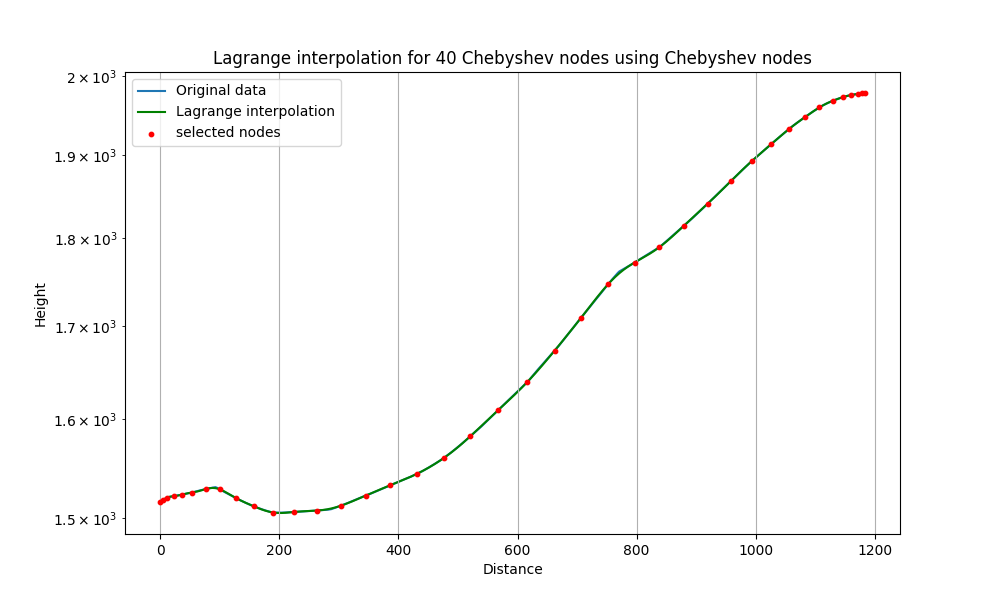 Lagrange interpolation for 40 Chebyshev nodes using Chebyshev nodes
Original data
Lagrange interpolation
selected nodes
2 × 10³
1.9 × 10³
1.8 × 10³
1.7 × 10³
1.6 × 10³
1.5 × 10³
Height
0 200 400 600 800 1000 1200
Distance